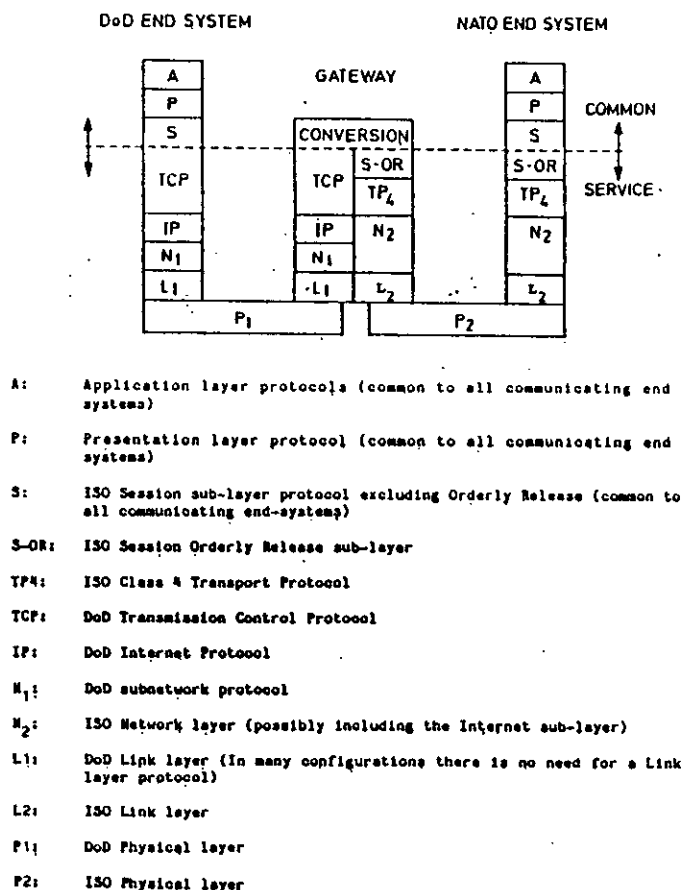 DoD END SYSTEM
NATO END SYSTEM
GATEWAY
A
P
S
TCP
IP
N1
L1
CONVERSION
TCP
IP
N1
L1
S-OR
TP4
N2
L2
A
P
S
S-OR
TP4
N2
L2
COMMON
SERVICE
P1
P2
A: Application layer protocols (common to all communicating end
systems)
P: Presentation layer protocol (common to all communicating end
systems)
S: ISO Session sub-layer protocol excluding Orderly Release (common to
all communicating end-systems)
S-OR: ISO Session Orderly Release sub-layer
TP4: ISO Class 4 Transport Protocol
TCP: DoD Transmission Control Protocol
IP: DoD Internet Protocol
N1: DoD subnetwork protocol
N2: ISO Network layer (possibly including the Internet sub-layer)
L1: DoD Link layer (In many configurations there is no need for a Link
layer protocol)
L2: ISO Link layer
P1: DoD Physical layer
P2: ISO Physical layer